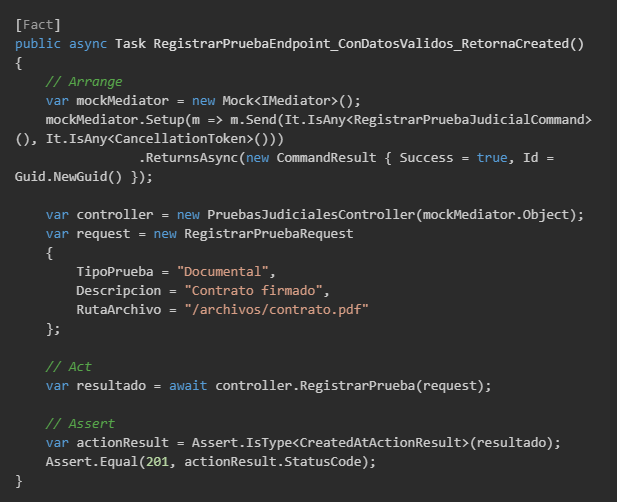 [Fact]
public async Task RegistrarPruebaEndpoint_ConDatosValidos_RetornaCreated()
{
    // Arrange
    var mockMediator = new Mock<IMediator>();
    mockMediator.Setup(m => m.Send(It.IsAny<RegistrarPruebaJudicialCommand>
(), It.IsAny<CancellationToken>()))
                .ReturnsAsync(new CommandResult { Success = true, Id =
Guid.NewGuid() });

    var controller = new PruebasJudicialesController(mockMediator.Object);
    var request = new RegistrarPruebaRequest
    {
        TipoPrueba = "Documental",
        Descripcion = "Contrato firmado",
        RutaArchivo = "/archivos/contrato.pdf"
    };

    // Act
    var resultado = await controller.RegistrarPrueba(request);

    // Assert
    var actionResult = Assert.IsType<CreatedAtActionResult>(resultado);
    Assert.Equal(201, actionResult.StatusCode);
}